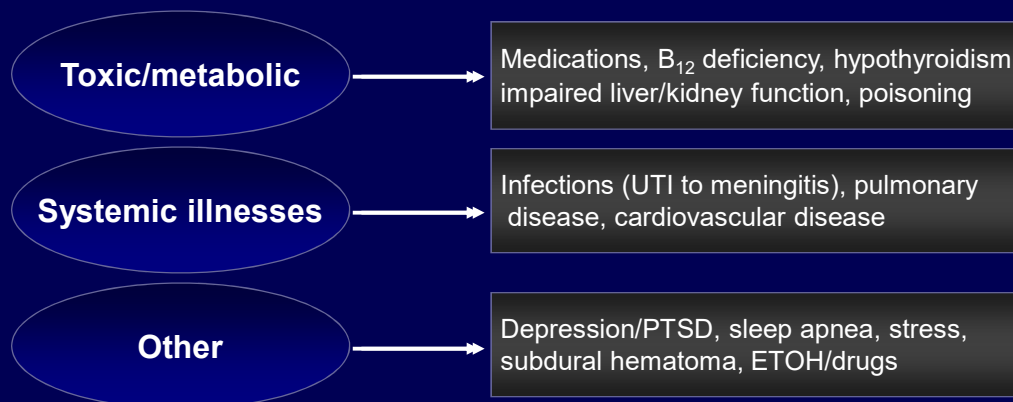 Toxic/metabolic
Medications, B₁₂ deficiency, hypothyroidism
impaired liver/kidney function, poisoning
Systemic illnesses
Infections (UTI to meningitis), pulmonary
disease, cardiovascular disease
Other
Depression/PTSD, sleep apnea, stress,
subdural hematoma, ETOH/drugs